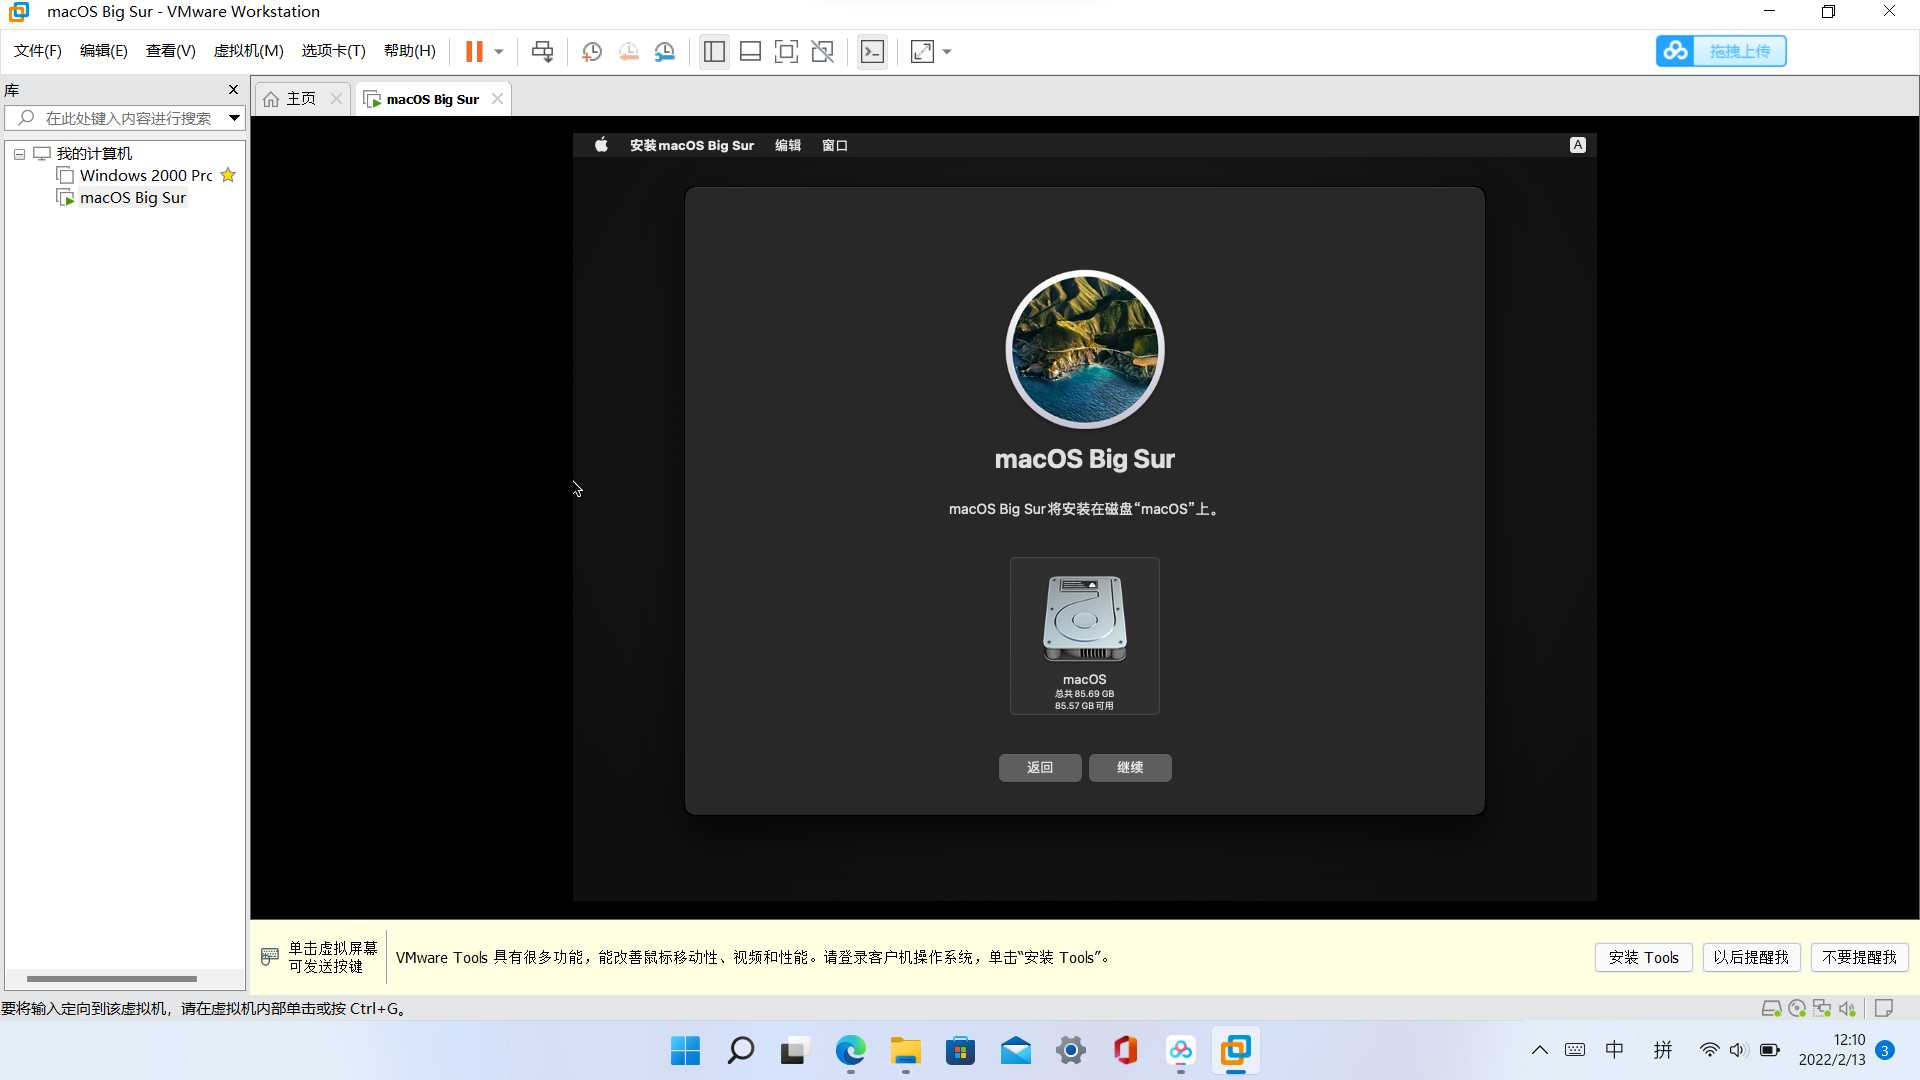 macOS Big Sur - VMware Workstation
文件(F) 编辑(E) 查看(V) 虚拟机(M) 选项卡(T) 帮助(H)
拖拽上传
库
主页
macOS Big Sur
在此处键入内容进行搜索
我的计算机
Windows 2000 Prc
macOS Big Sur
安装macOS Big Sur 编辑 窗口
A
macOS Big Sur
macOS Big Sur将安装在磁盘“macOS”上。
macOS
总共 85.69 GB
85.57 GB 可用
返回
继续
单击虚拟屏幕
可发送按键
VMware Tools 具有很多功能，能改善鼠标移动性、视频和性能。请登录客户机操作系统，单击“安装 Tools”。
安装 Tools
以后提醒我
不要提醒我
要将输入定向到该虚拟机，请在虚拟机内部单击或按 Ctrl+G。
中
拼
12:10
2022/2/13
3